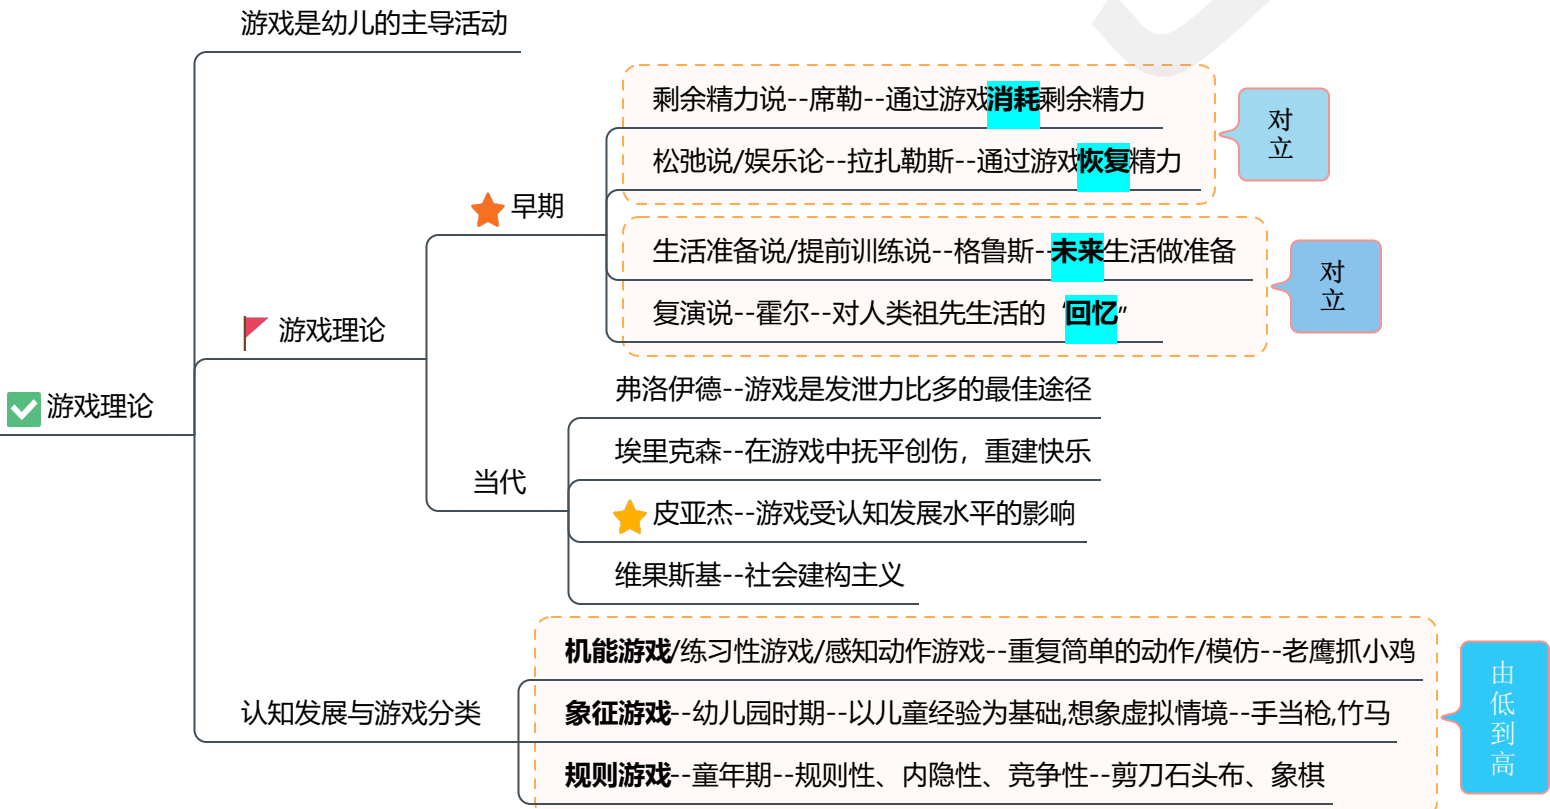 游戏是幼儿的主导活动
剩余精力说--席勒--通过游戏消耗剩余精力
松弛说/娱乐论--拉扎勒斯--通过游戏恢复精力
对立
早期
生活准备说/提前训练说--格鲁斯--未来生活做准备
复演说--霍尔--对人类祖先生活的“回忆”
对立
游戏理论
游戏理论
弗洛伊德--游戏是发泄力比多的最佳途径
埃里克森--在游戏中抚平创伤，重建快乐
当代
皮亚杰--游戏受认知发展水平的影响
维果斯基--社会建构主义
机能游戏/练习性游戏/感知动作游戏--重复简单的动作/模仿--老鹰抓小鸡
认知发展与游戏分类
象征游戏--幼儿园时期--以儿童经验为基础,想象虚拟情境--手当枪,竹马
规则游戏--童年期--规则性、内隐性、竞争性--剪刀石头布、象棋
由低到高